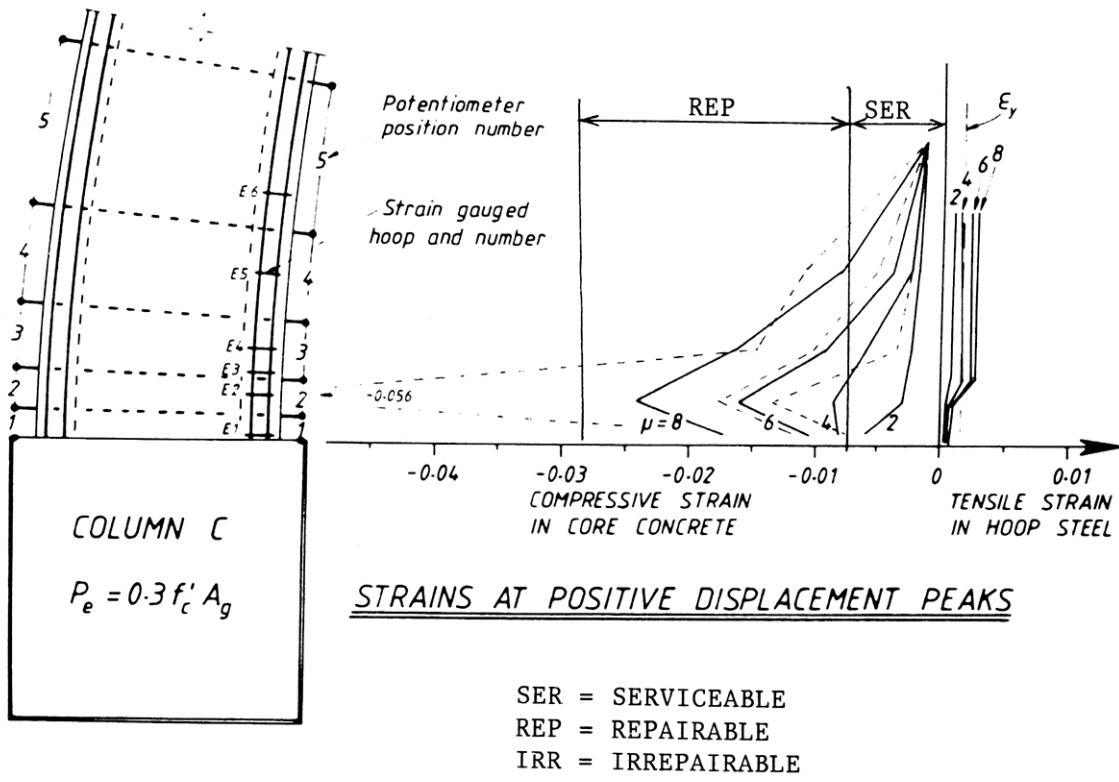 5
4
3
2
1
E6
E5
E4
E3
E2
E1
5'
4
3
2
1
COLUMN C
Pₑ = 0·3 f꜀' A_g
Potentiometer
position number
Strain gauged
hoop and number
REP
SER
εᵧ
2
4
6
8
-0.056
μ = 8
6
4
2
-0·04
-0·03
-0·02
-0·01
0
0·01
COMPRESSIVE STRAIN
IN CORE CONCRETE
TENSILE STRAIN
IN HOOP STEEL
STRAINS AT POSITIVE DISPLACEMENT PEAKS
SER = SERVICEABLE
REP = REPAIRABLE
IRR = IRREPAIRABLE